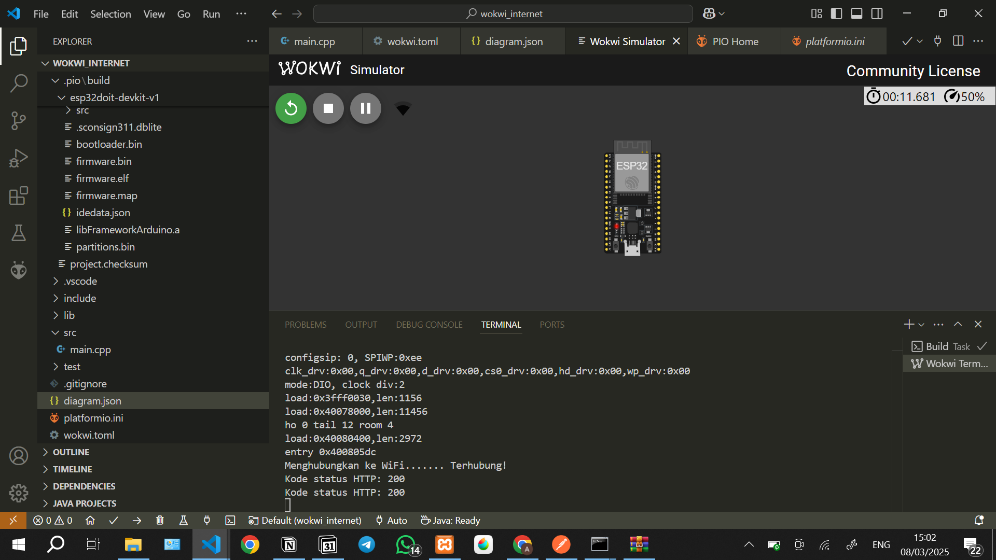 File Edit Selection View Go Run ···
wokwi_internet
EXPLORER ···
WOKWI_INTERNET
.pio\build
esp32doit-devkit-v1
src
.sconsign311.dblite
bootloader.bin
firmware.bin
firmware.elf
firmware.map
idedata.json
libFrameworkArduino.a
partitions.bin
project.checksum
.vscode
include
lib
src
main.cpp
test
.gitignore
diagram.json
platformio.ini
wokwi.toml
OUTLINE
TIMELINE
DEPENDENCIES
JAVA PROJECTS
main.cpp wokwi.toml diagram.json Wokwi Simulator PIO Home platformio.ini
WOKWI Simulator
Community License
00:11.681 50%
ESP32
PROBLEMS OUTPUT DEBUG CONSOLE TERMINAL PORTS
configsip: 0, SPIWP:0xee
clk_drv:0x00,q_drv:0x00,d_drv:0x00,cs0_drv:0x00,hd_drv:0x00,wp_drv:0x00
mode:DIO, clock div:2
load:0x3fff0030,len:1156
load:0x40078000,len:11456
ho 0 tail 12 room 4
load:0x40080400,len:2972
entry 0x400805dc
Menghubungkan ke WiFi....... Terhubung!
Kode status HTTP: 200
Kode status HTTP: 200
Build Task
Wokwi Term...
0 0 Default (wokwi_internet) Auto Java: Ready
31
14
A
ENG
15:02
08/03/2025
22